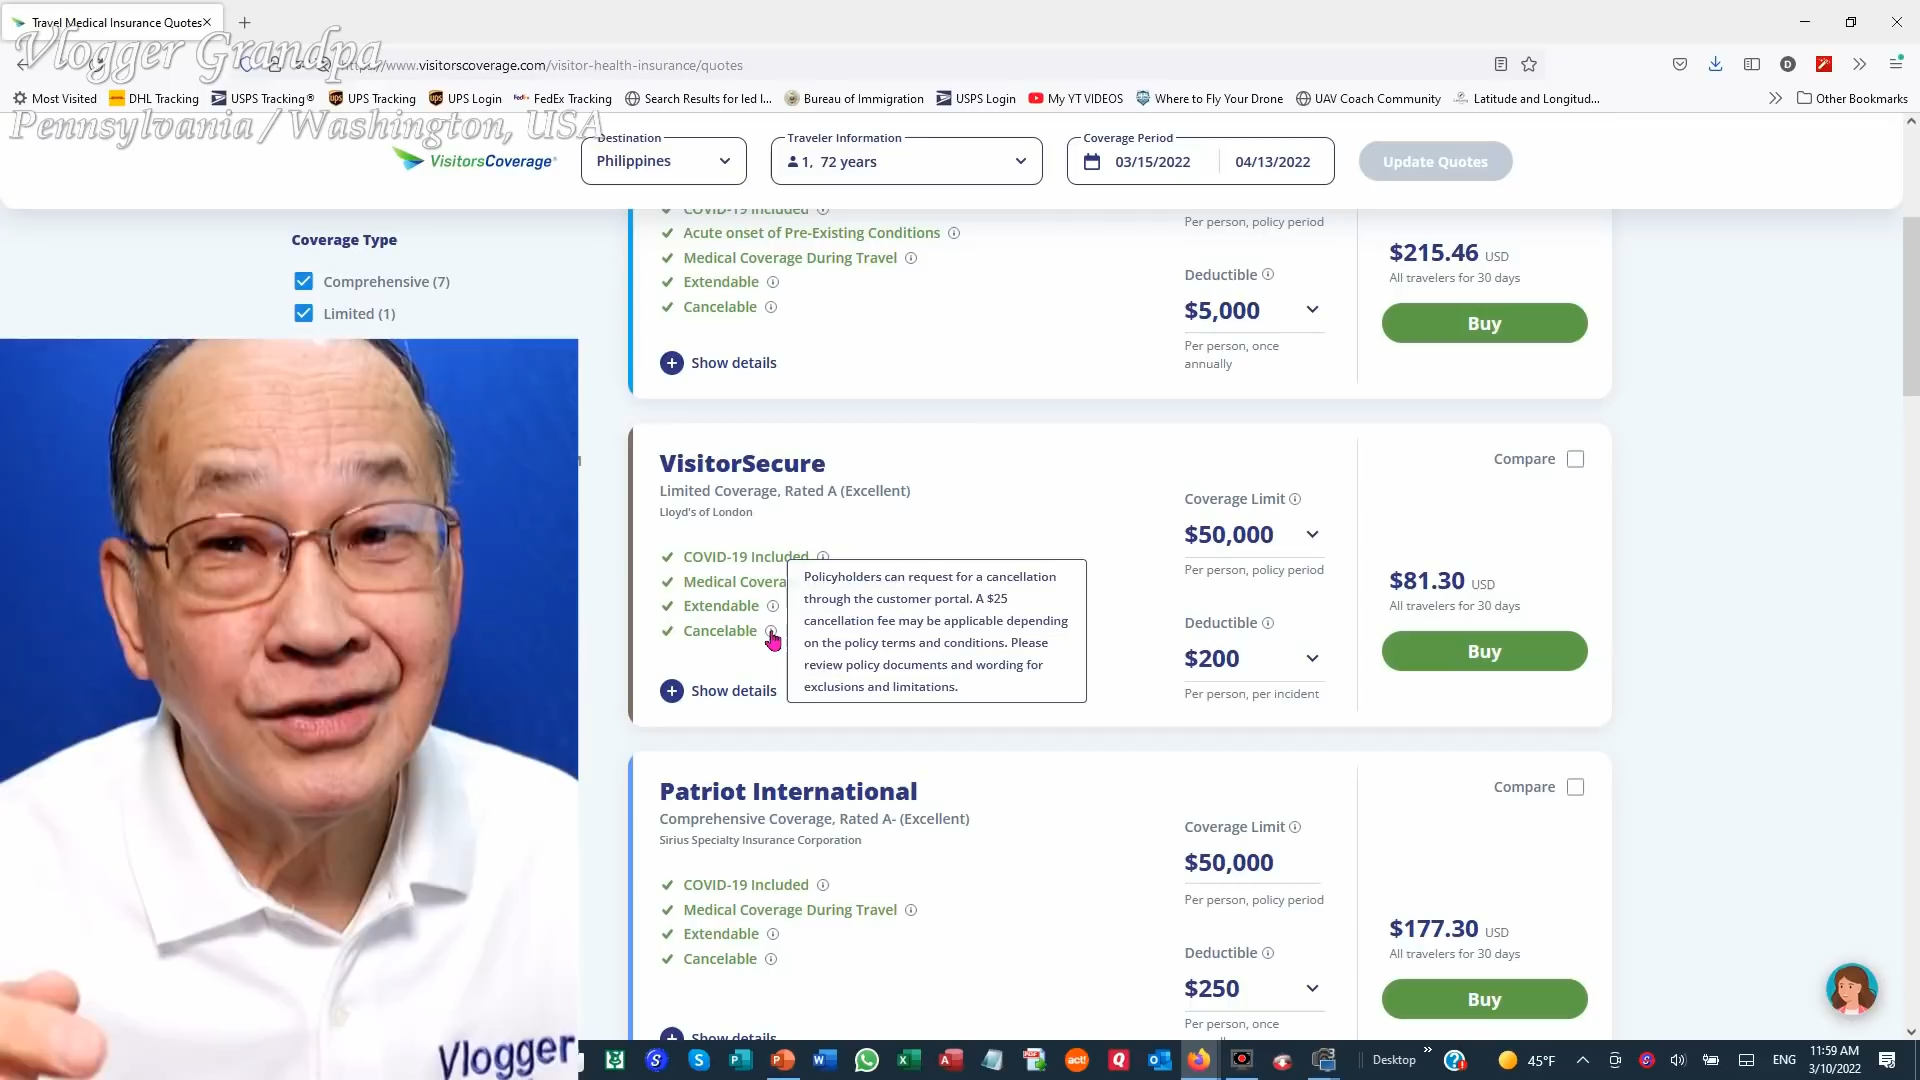 Travel Medical Insurance Quotes
Vlogger Grandpa
www.visitorscoverage.com/visitor-health-insurance/quotes
Most Visited
DHL Tracking
USPS Tracking®
UPS Tracking
UPS Login
FedEx Tracking
Search Results for led l...
Bureau of Immigration
USPS Login
My YT VIDEOS
Where to Fly Your Drone
UAV Coach Community
Latitude and Longitud...
Other Bookmarks
Pennsylvania / Washington, USA
VisitorsCoverage
Destination
Philippines
Traveler Information
1, 72 years
Coverage Period
03/15/2022
04/13/2022
Update Quotes
Coverage Type
Comprehensive (7)
Limited (1)
COVID-19 Included
Acute onset of Pre-Existing Conditions
Medical Coverage During Travel
Extendable
Cancelable
Show details
Per person, policy period
Deductible
$5,000
Per person, once
annually
$215.46 USD
All travelers for 30 days
Buy
VisitorSecure
Limited Coverage, Rated A (Excellent)
Lloyd's of London
COVID-19 Included
Medical Covera
Extendable
Cancelable
Show details
Policyholders can request for a cancellation
through the customer portal. A $25
cancellation fee may be applicable depending
on the policy terms and conditions. Please
review policy documents and wording for
exclusions and limitations.
Coverage Limit
$50,000
Per person, policy period
Deductible
$200
Per person, per incident
Compare
$81.30 USD
All travelers for 30 days
Buy
Patriot International
Comprehensive Coverage, Rated A- (Excellent)
Sirius Specialty Insurance Corporation
COVID-19 Included
Medical Coverage During Travel
Extendable
Cancelable
Show details
Coverage Limit
$50,000
Per person, policy period
Deductible
$250
Per person, once
Compare
$177.30 USD
All travelers for 30 days
Buy
Vlogger
act!
Desktop
45°F
ENG
11:59 AM
3/10/2022